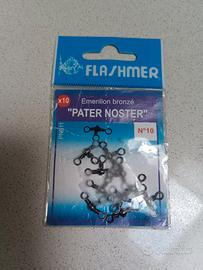 FLASHMER
x10
Emerillon bronzé
"PATER NOSTER"
N°10